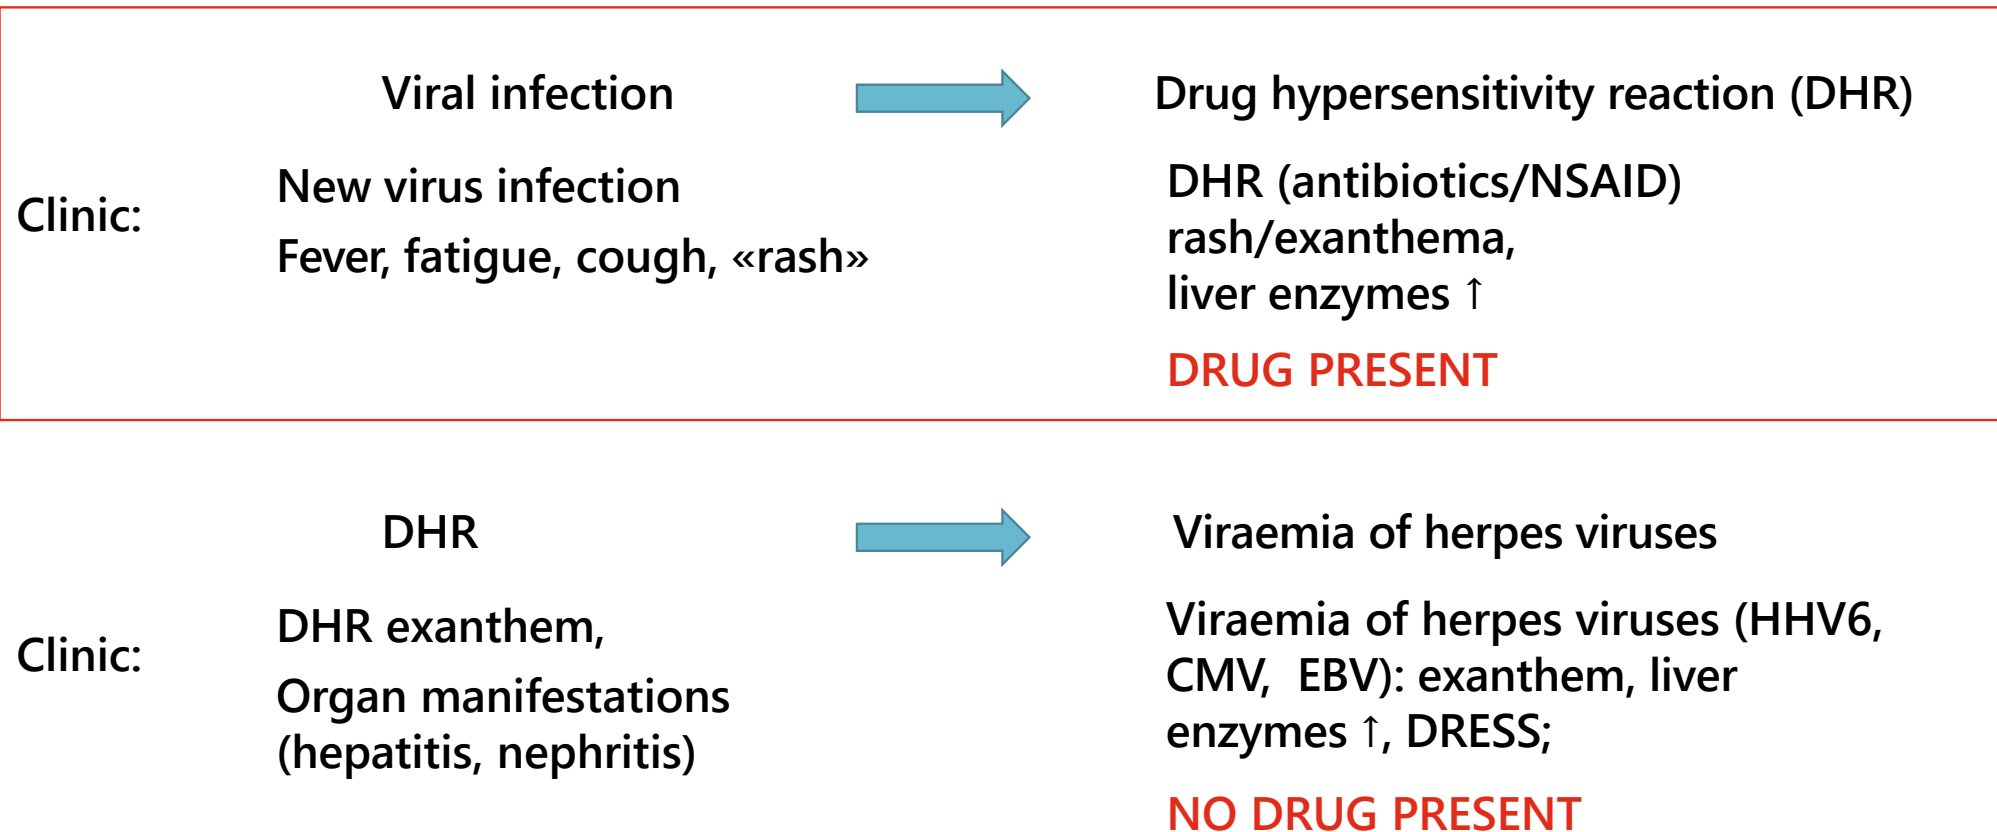 Viral infection
Drug hypersensitivity reaction (DHR)
Clinic:
New virus infection
Fever, fatigue, cough, «rash»
DHR (antibiotics/NSAID)
rash/exanthema,
liver enzymes ↑
DRUG PRESENT
DHR
Viraemia of herpes viruses
Clinic:
DHR exanthem,
Organ manifestations
(hepatitis, nephritis)
Viraemia of herpes viruses (HHV6,
CMV, EBV): exanthem, liver
enzymes ↑, DRESS;
NO DRUG PRESENT